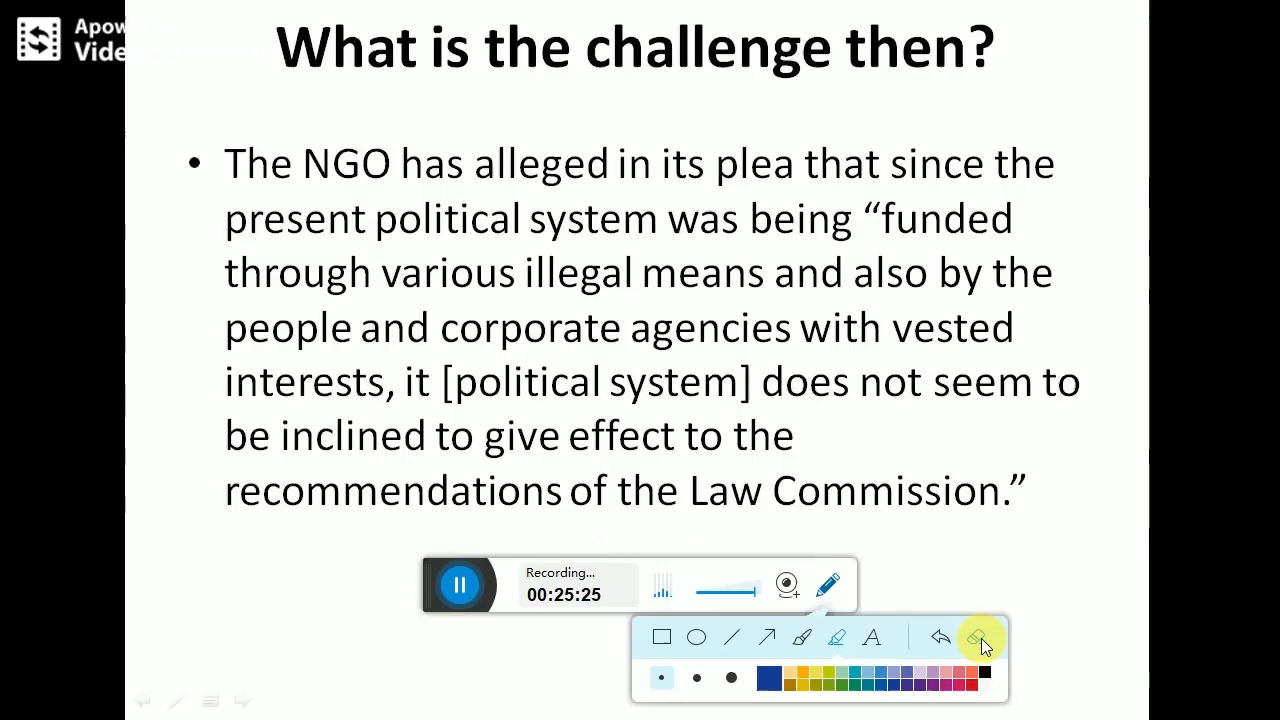 Apow
Vide
What is the challenge then?
• The NGO has alleged in its plea that since the
present political system was being “funded
through various illegal means and also by the
people and corporate agencies with vested
interests, it [political system] does not seem to
be inclined to give effect to the
recommendations of the Law Commission.”
Recording...
00:25:25
A